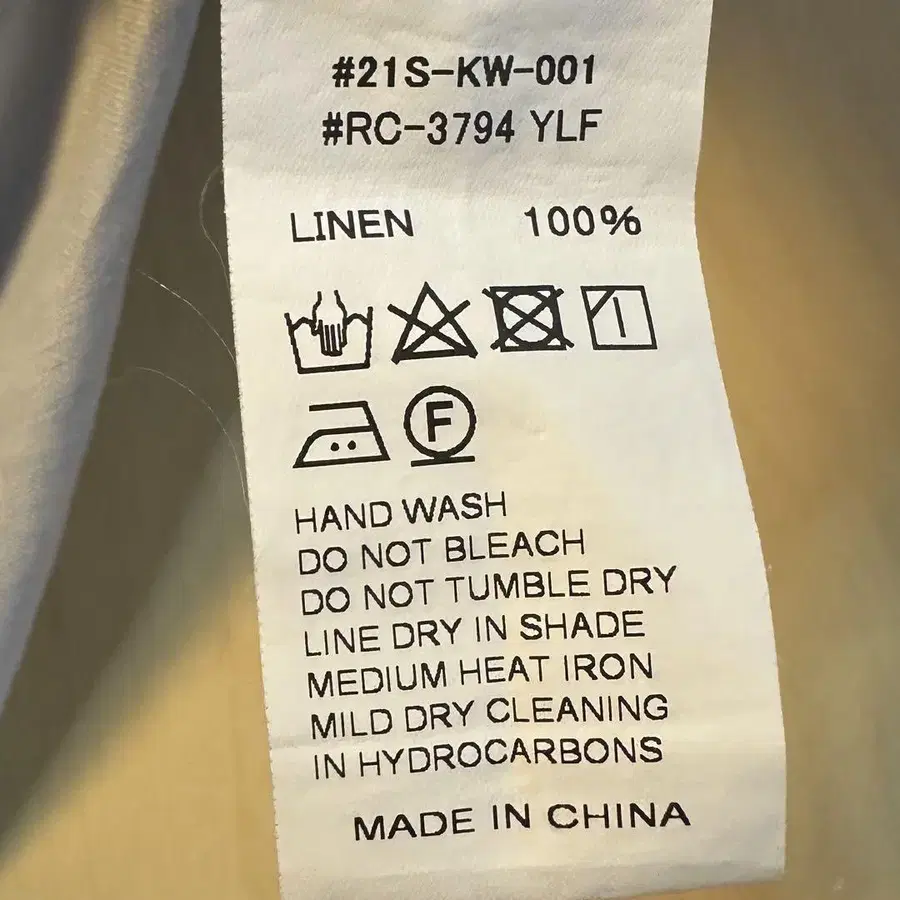 #21S-KW-001
#RC-3794 YLF
LINEN 100%
F
HAND WASH
DO NOT BLEACH
DO NOT TUMBLE DRY
LINE DRY IN SHADE
MEDIUM HEAT IRON
MILD DRY CLEANING
IN HYDROCARBONS
MADE IN CHINA